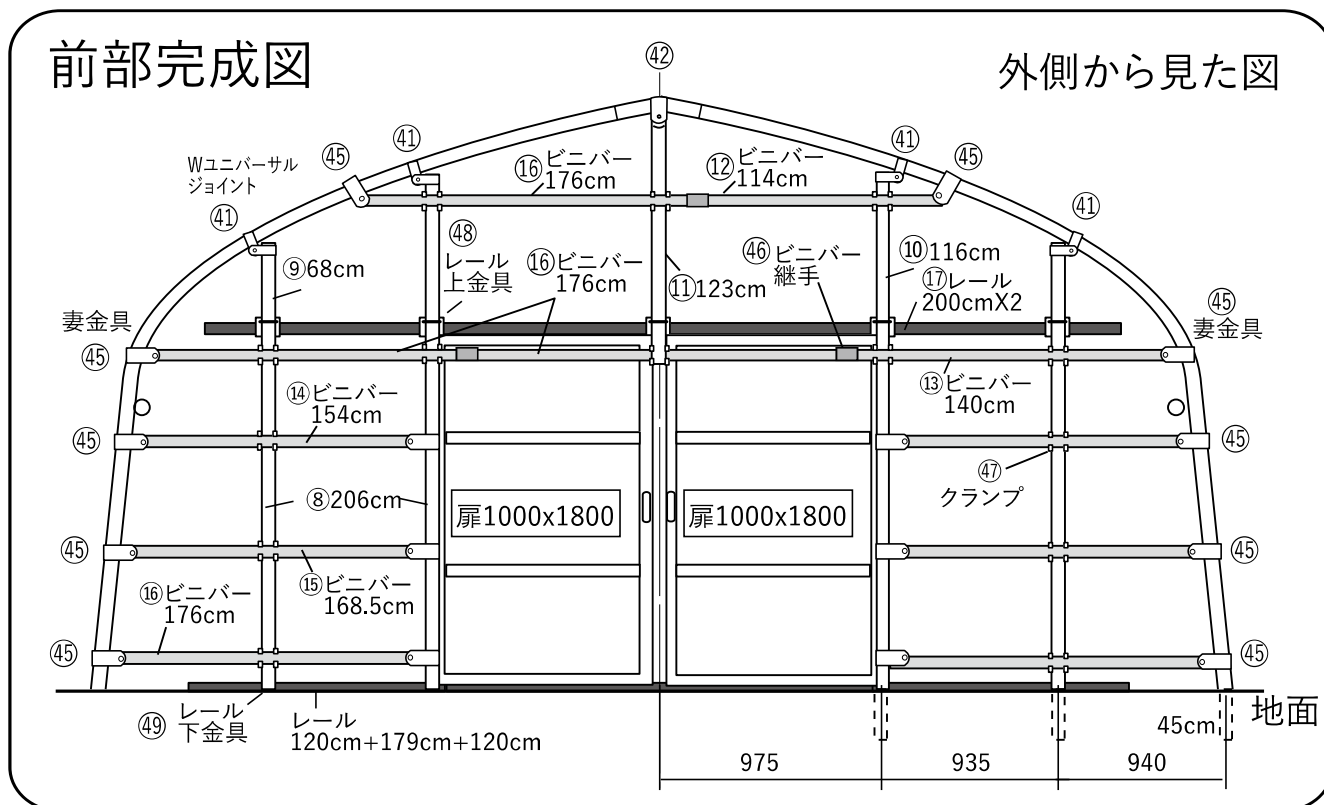 前部完成図
外側から見た図
㊷
㊶
㊶
㊺
㊺
Wユニバーサル
ジョイント
⑯ビニバー
176cm
⑫ビニバー
114cm
㊶
㊶
⑨68cm
㊽
レール
上金具
⑯ビニバー
176cm
⑪123cm
㊻ビニバー
継手
⑩116cm
⑰レール
200cmX2
妻金具
㊺
㊺
妻金具
⑭ビニバー
154cm
⑬ビニバー
140cm
㊺
㊺
㊼
クランプ
⑧206cm
扉1000x1800
扉1000x1800
㊺
㊺
⑮ビニバー
168.5cm
⑯ビニバー
176cm
㊺
㊺
㊾
レール
下金具
レール
120cm+179cm+120cm
地面
45cm
975
935
940